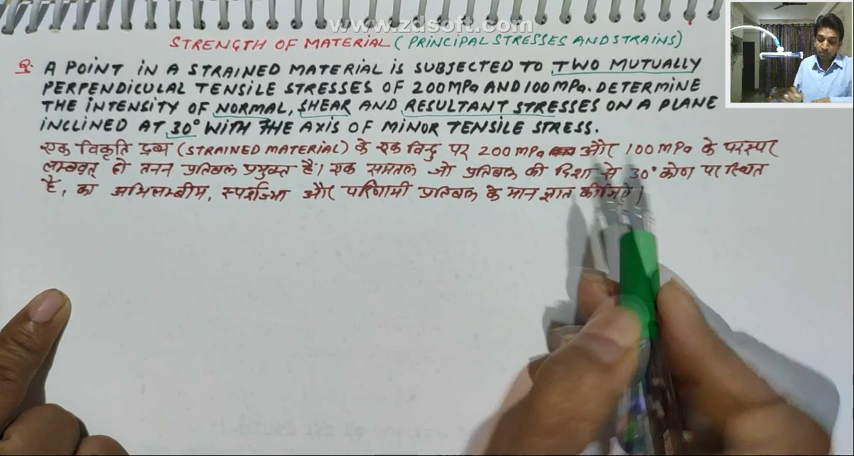 www.zdsoft.com
STRENGTH OF MATERIAL (PRINCIPAL STRESSES AND STRAINS)
Q. A POINT IN A STRAINED MATERIAL IS SUBJECTED TO TWO MUTUALLY
PERPENDICULAR TENSILE STRESSES OF 200MPa AND 100MPa. DETERMINE
THE INTENSITY OF NORMAL, SHEAR AND RESULTANT STRESS ON A PLANE
INCLINED AT 30° WITH THE AXIS OF MINOR TENSILE STRESS.
एक विकृति द्रव्य (STRAINED MATERIAL) के एक बिन्दु पर 200 MPa और 100 MPa के परस्पर
लम्बवत् दो तनन प्रतिबल प्रयुक्त हैं। एक समतल जो प्रतिबल की दिशा से 30° कोण पर स्थित
है, का अभिलम्बीय, स्पर्शज्या और परिणामी प्रतिबल के मान ज्ञात कीजिये।